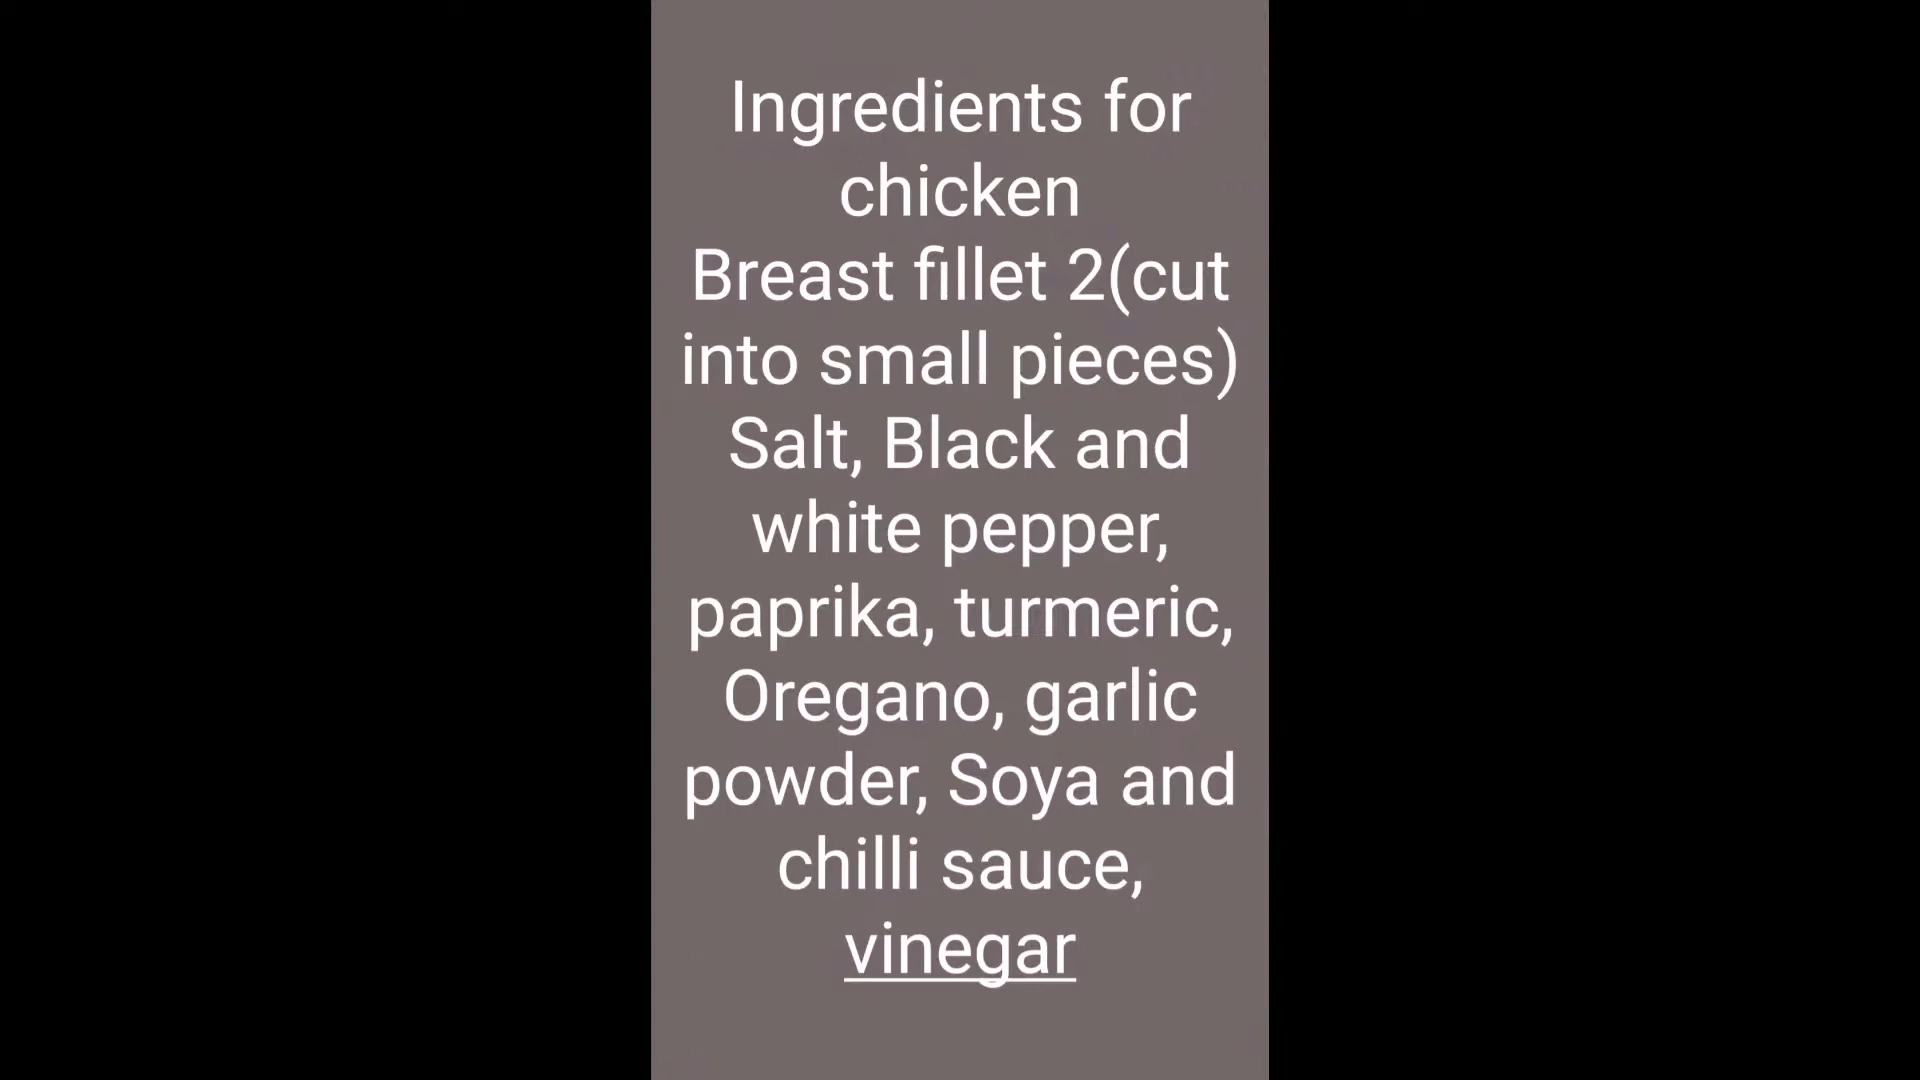 Ingredients for
chicken
Breast fillet 2(cut
into small pieces)
Salt, Black and
white pepper,
paprika, turmeric,
Oregano, garlic
powder, Soya and
chilli sauce,
vinegar